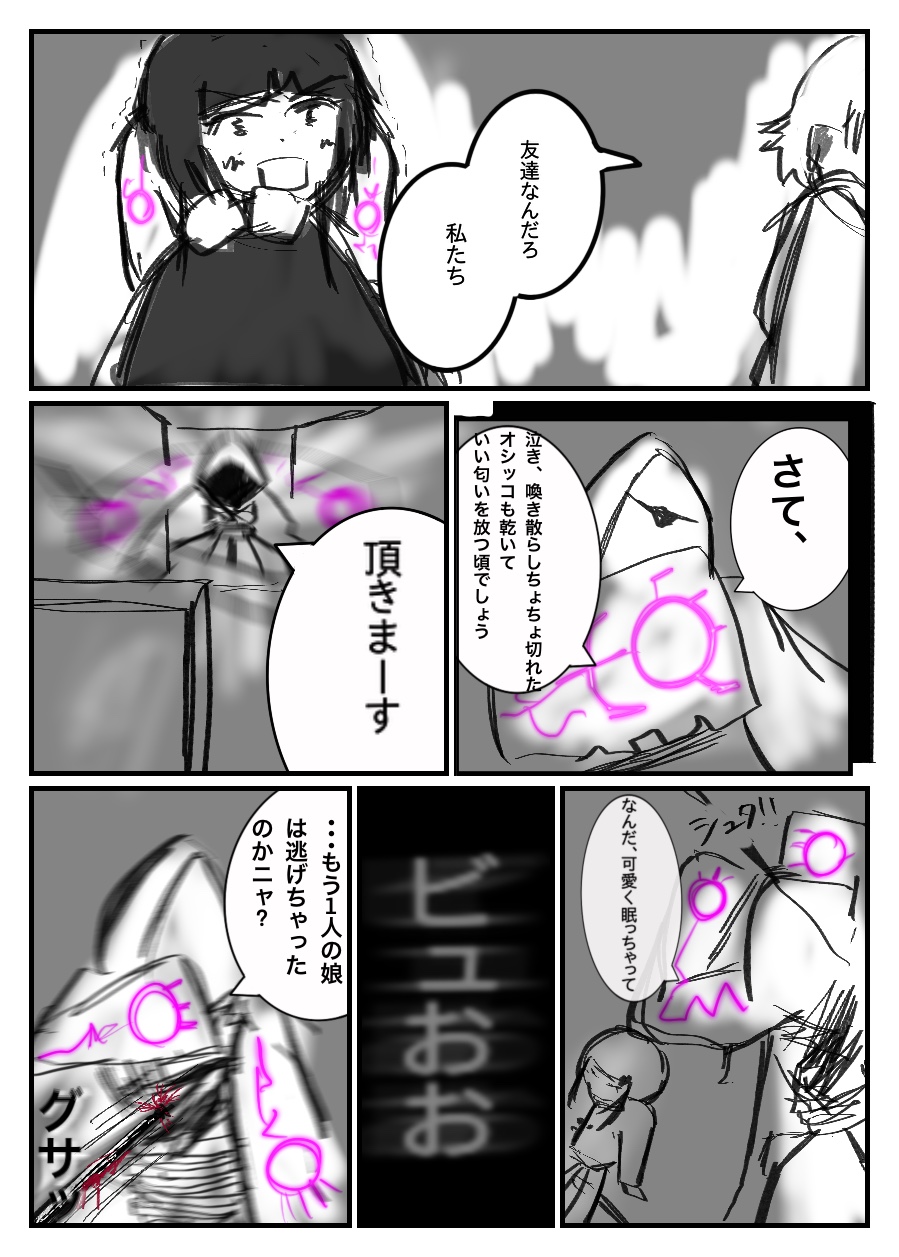 友達なんだろ
私たち
さて、
泣き、喚き散らしちょちょ切れた
オシッコも乾いて
いい匂いを放つ頃でしょう
頂きまーす
シュタ!!
なんだ、可愛く眠っちゃって
ビュおお
：もう1人の娘
は逃げちゃった
のかニャ?
グサッ